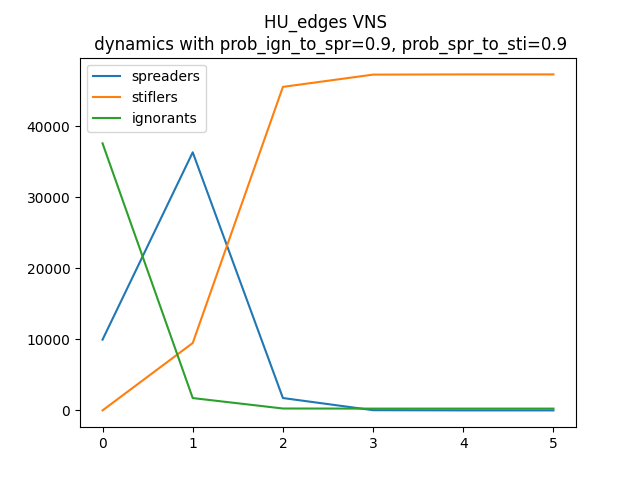 HU_edges VNS
dynamics with prob_ign_to_spr=0.9, prob_spr_to_sti=0.9
spreaders
stiflers
ignorants
40000
30000
20000
10000
0
0 1 2 3 4 5